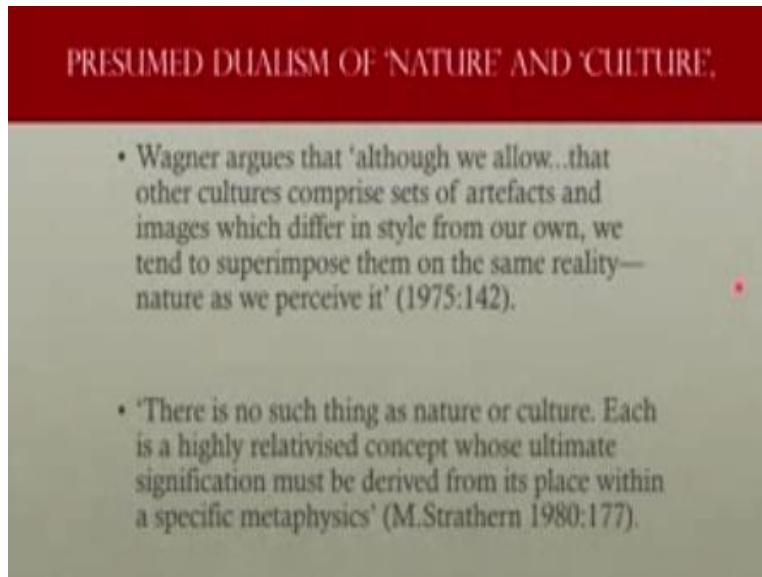 PRESUMED DUALISM OF 'NATURE' AND 'CULTURE',
• Wagner argues that 'although we allow...that
other cultures comprise sets of artefacts and
images which differ in style from our own, we
tend to superimpose them on the same reality—
nature as we perceive it' (1975:142).
• 'There is no such thing as nature or culture. Each
is a highly relativised concept whose ultimate
signification must be derived from its place within
a specific metaphysics' (M.Strathern 1980:177).